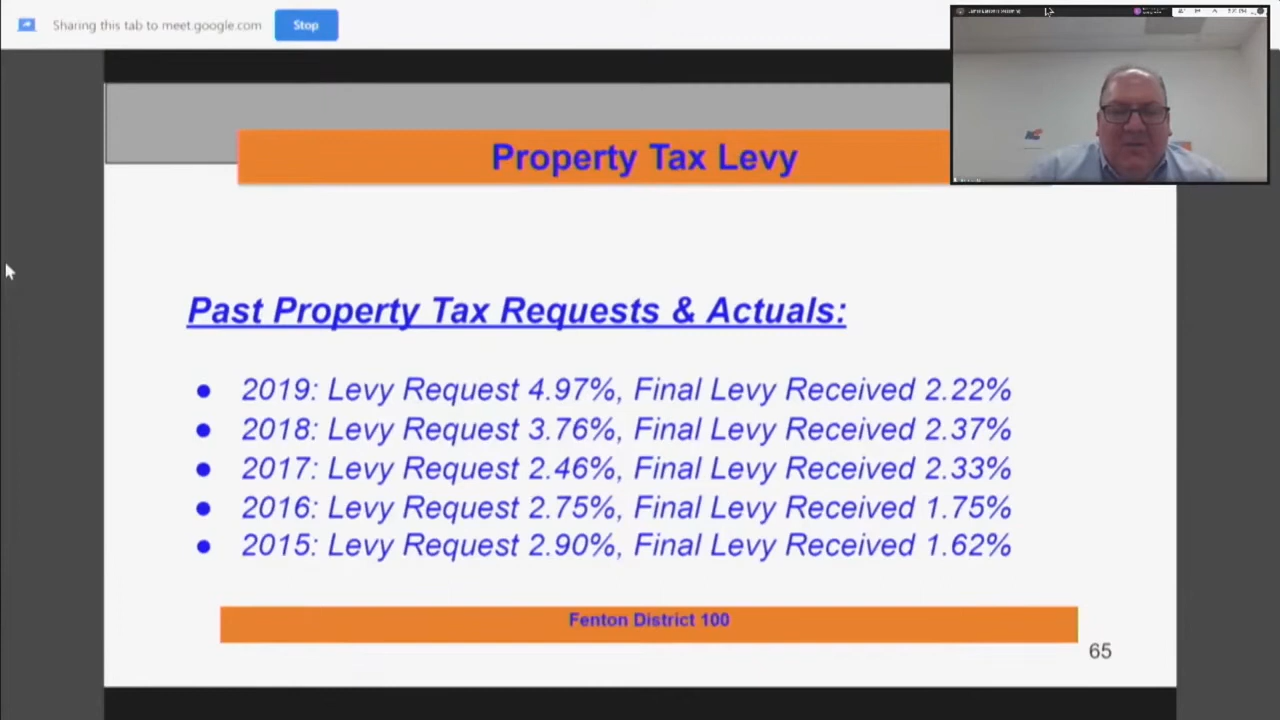 Sharing this tab to meet.google.com
Stop
Property Tax Levy
Past Property Tax Requests & Actuals:
● 2019: Levy Request 4.97%, Final Levy Received 2.22%
● 2018: Levy Request 3.76%, Final Levy Received 2.37%
● 2017: Levy Request 2.46%, Final Levy Received 2.33%
● 2016: Levy Request 2.75%, Final Levy Received 1.75%
● 2015: Levy Request 2.90%, Final Levy Received 1.62%
Fenton District 100
65